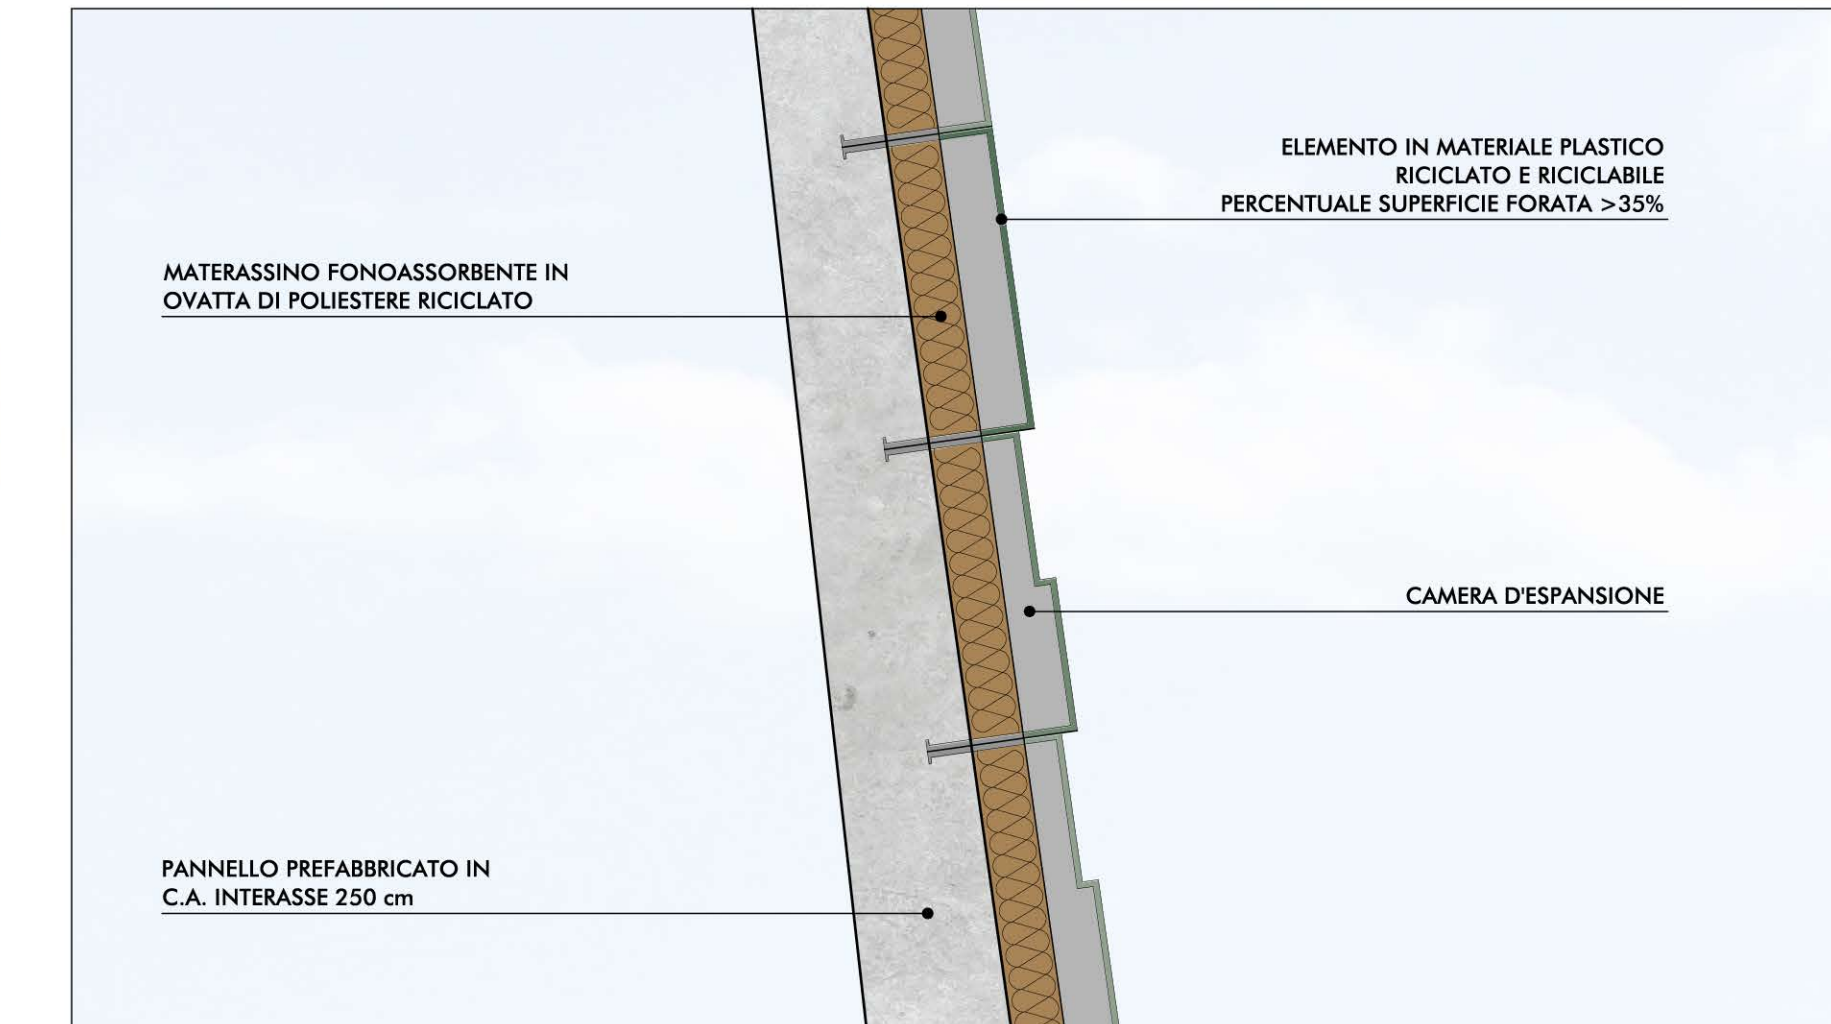 ELEMENTO IN MATERIALE PLASTICO
RICICLATO E RICICLABILE
PERCENTUALE SUPERFICIE FORATA >35%
MATERASSINO FONOASSORBENTE IN
OVATTA DI POLIESTERE RICICLATO
CAMERA D'ESPANSIONE
PANNELLO PREFABBRICATO IN
C.A. INTERASSE 250 cm